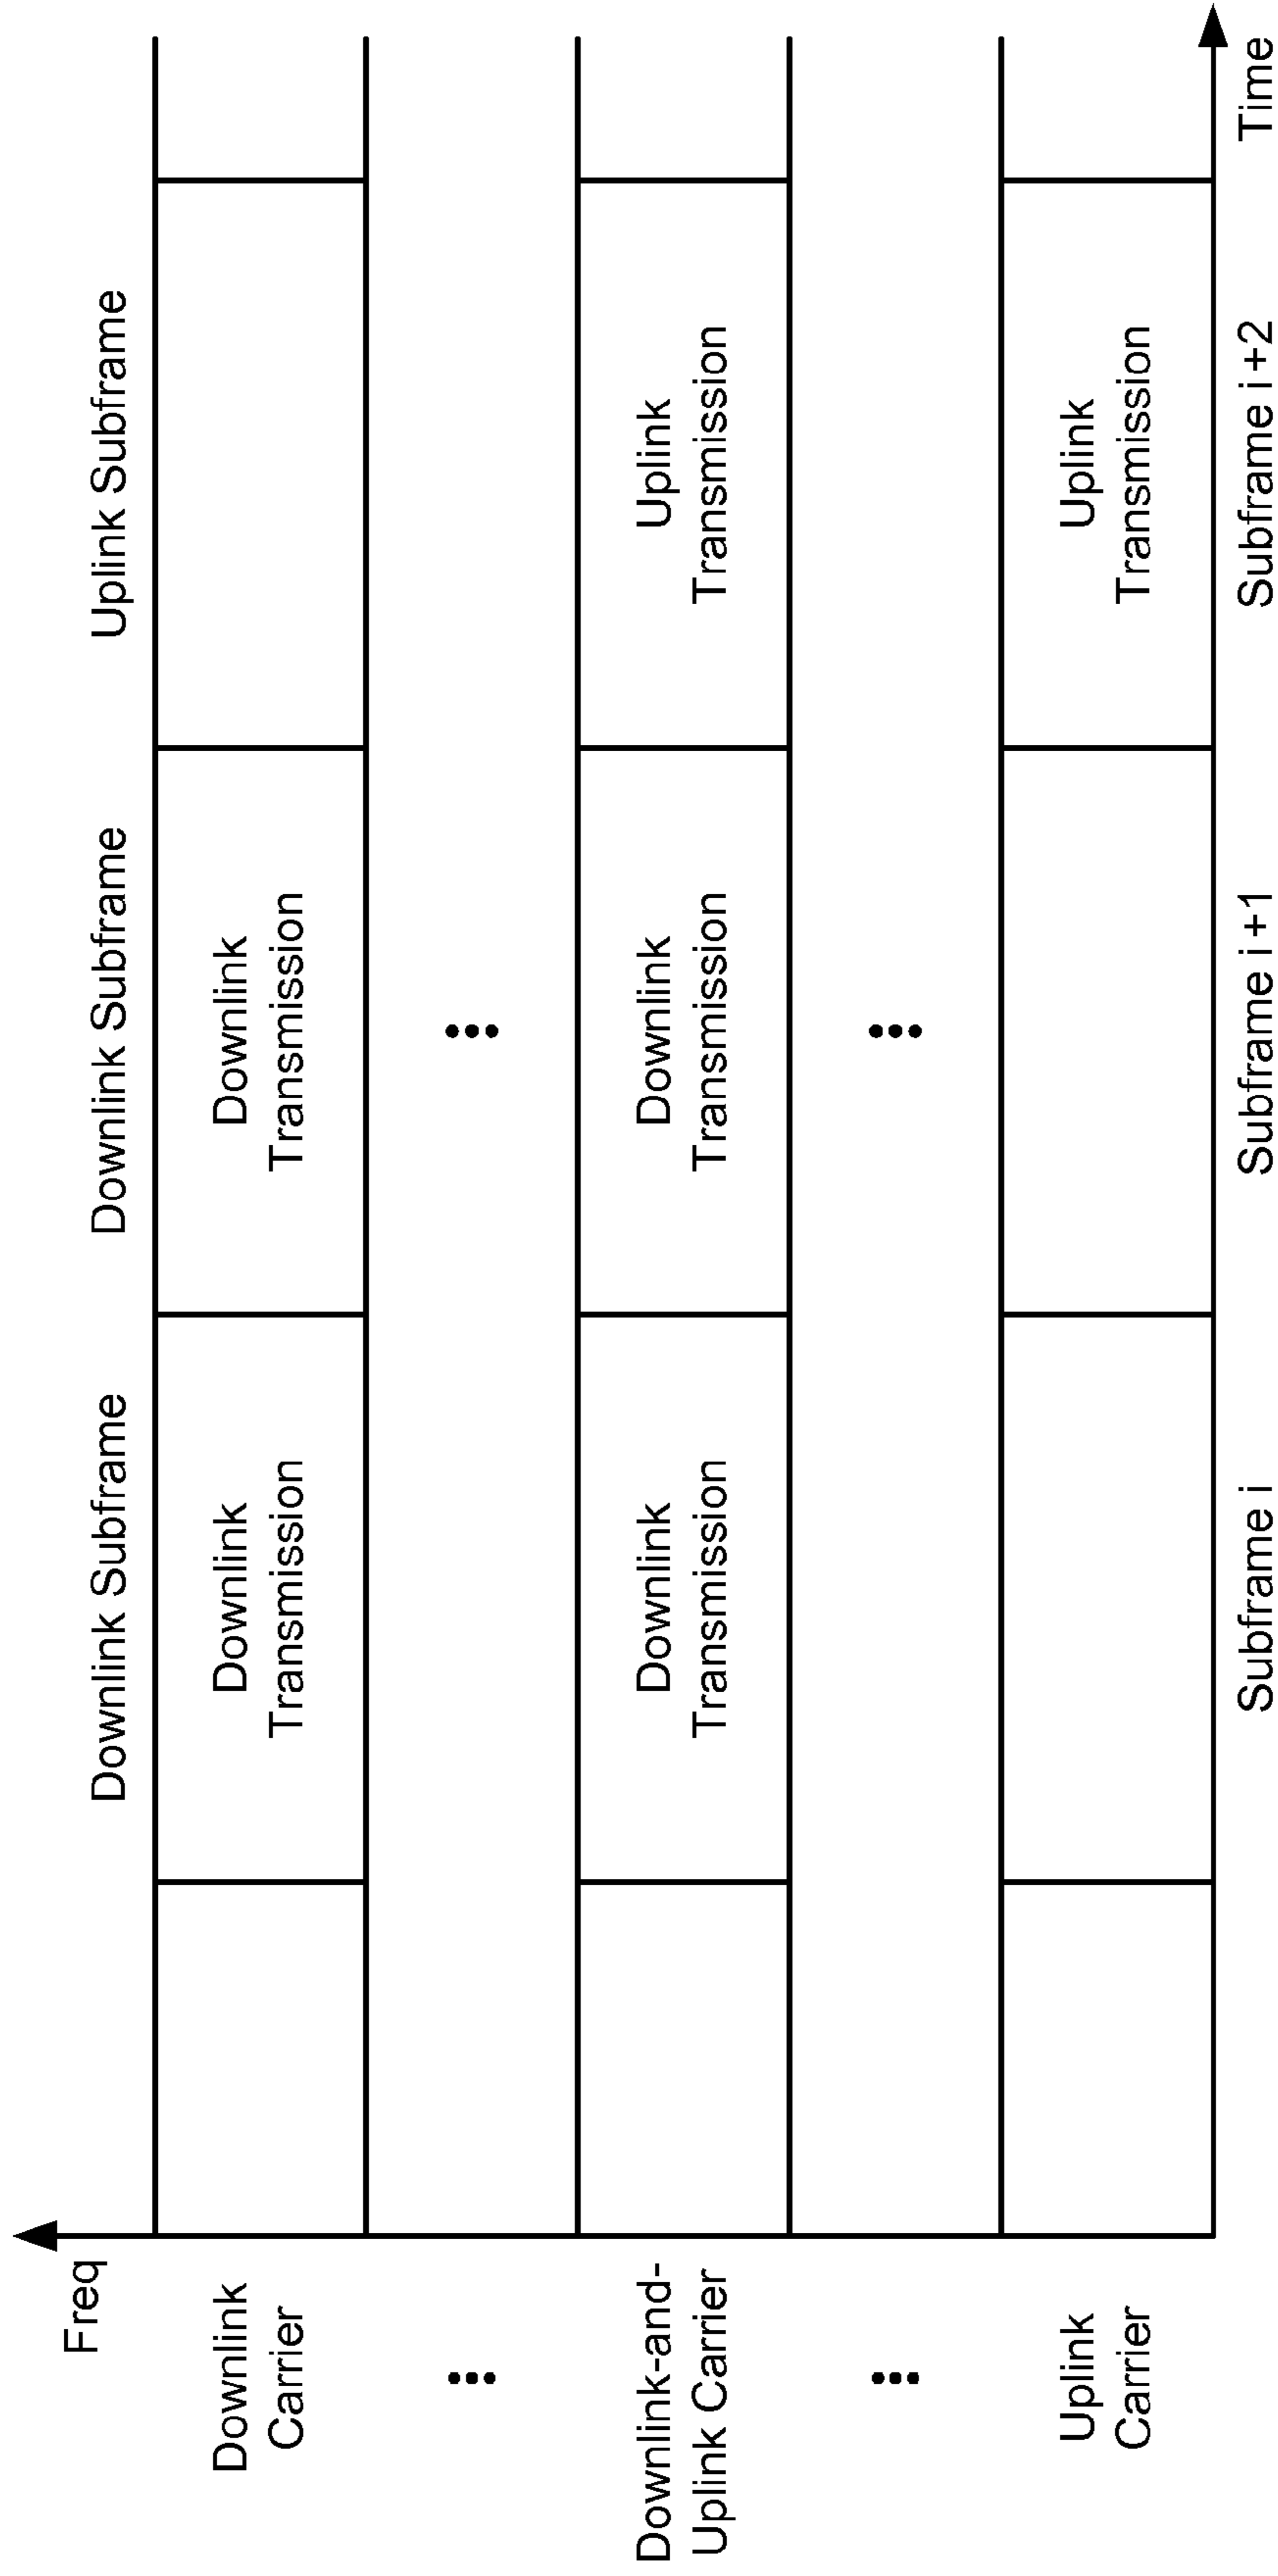 Freq
Downlink Subframe
Downlink Subframe
Uplink Subframe
Downlink
Carrier
Downlink
Transmission
Downlink
Transmission
Downlink-and-
Uplink Carrier
Downlink
Transmission
Downlink
Transmission
Uplink
Transmission
Uplink
Carrier
Uplink
Transmission
Subframe i
Subframe i +1
Subframe i +2
Time